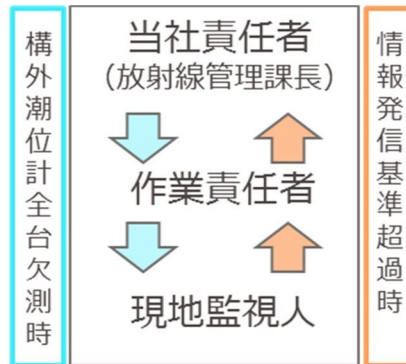 構外潮位計全台欠測時
当社責任者
（放射線管理課長）
作業責任者
現地監視人
情報発信基準超過時